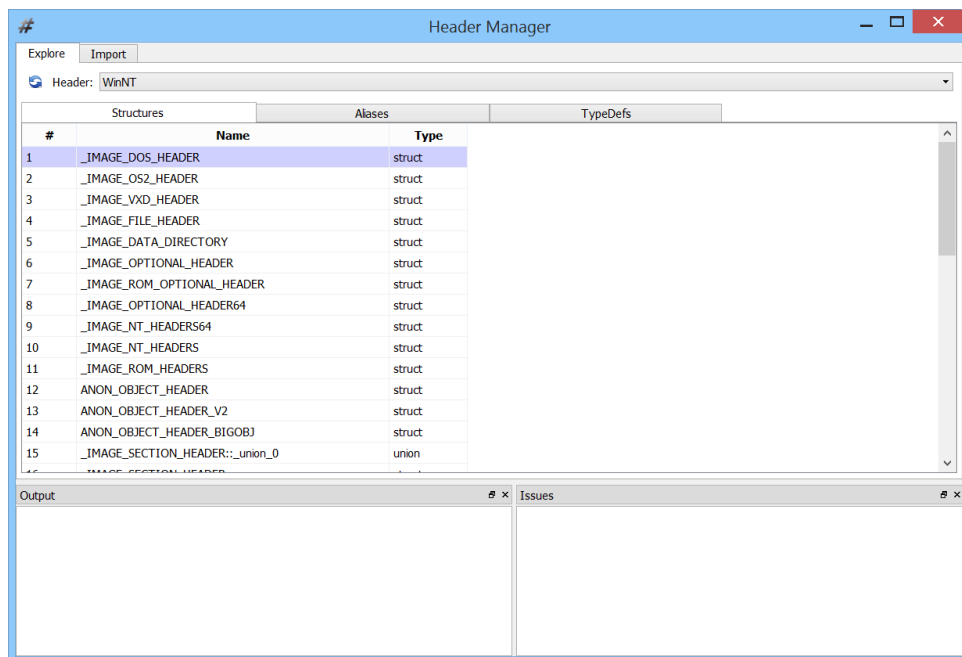 Header Manager
Explore Import
Header: WinNT
Structures Aliases TypeDefs
# Name Type
1 _IMAGE_DOS_HEADER struct
2 _IMAGE_OS2_HEADER struct
3 _IMAGE_VXD_HEADER struct
4 _IMAGE_FILE_HEADER struct
5 _IMAGE_DATA_DIRECTORY struct
6 _IMAGE_OPTIONAL_HEADER struct
7 _IMAGE_ROM_OPTIONAL_HEADER struct
8 _IMAGE_OPTIONAL_HEADER64 struct
9 _IMAGE_NT_HEADERS64 struct
10 _IMAGE_NT_HEADERS struct
11 _IMAGE_ROM_HEADERS struct
12 ANON_OBJECT_HEADER struct
13 ANON_OBJECT_HEADER_V2 struct
14 ANON_OBJECT_HEADER_BIGOBJ struct
15 _IMAGE_SECTION_HEADER::_union_0 union
Output Issues